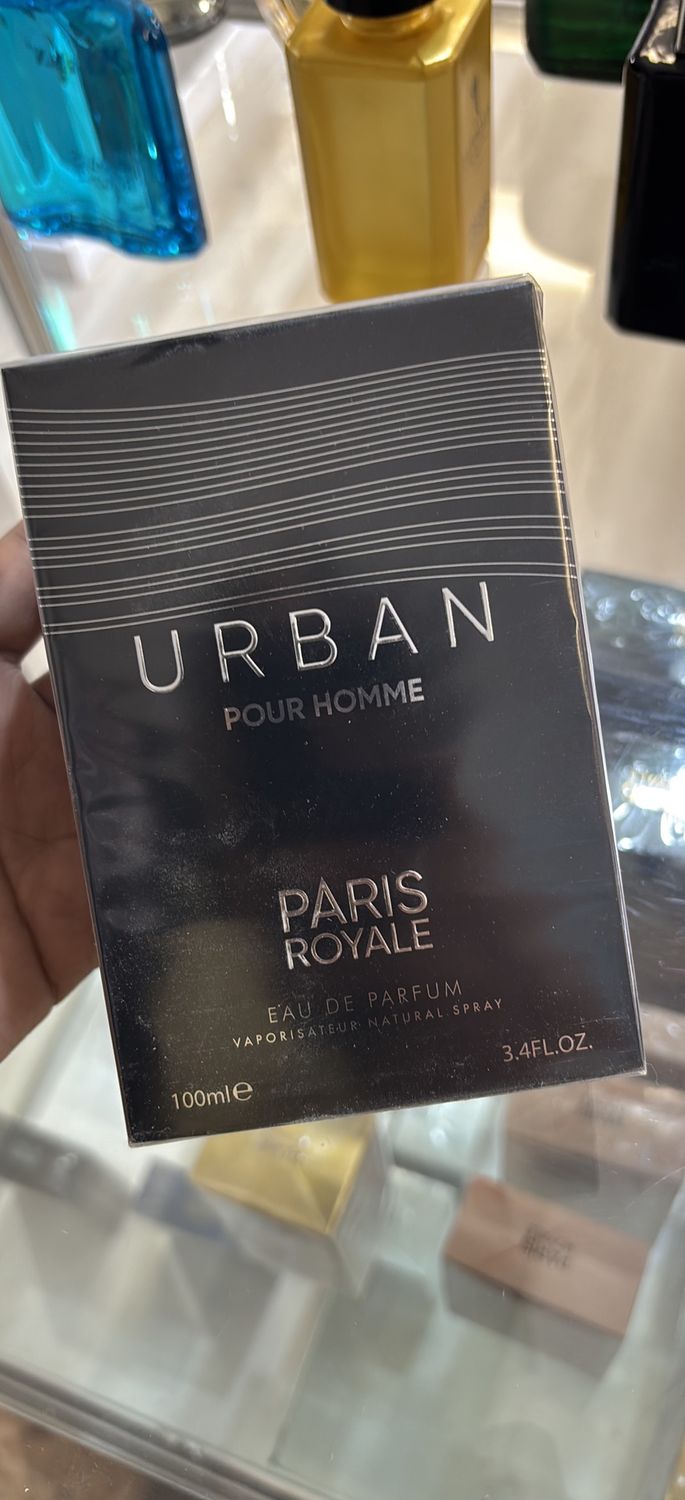 URBAN
POUR HOMME
PARIS
ROYALE
EAU DE PARFUM
VAPORISATEUR NATURAL SPRAY
3.4FL.OZ.
100ml℮